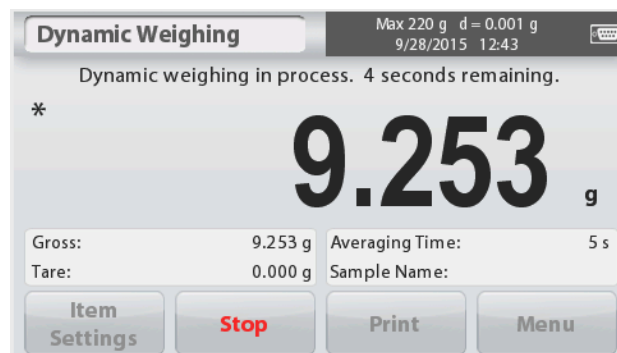 Dynamic Weighing
Max 220 g d = 0.001 g
9/28/2015 12:43
Dynamic weighing in process. 4 seconds remaining.
*
9.253 g
Gross: 9.253 g
Tare: 0.000 g
Averaging Time: 5 s
Sample Name:
Item
Settings
Stop
Print
Menu